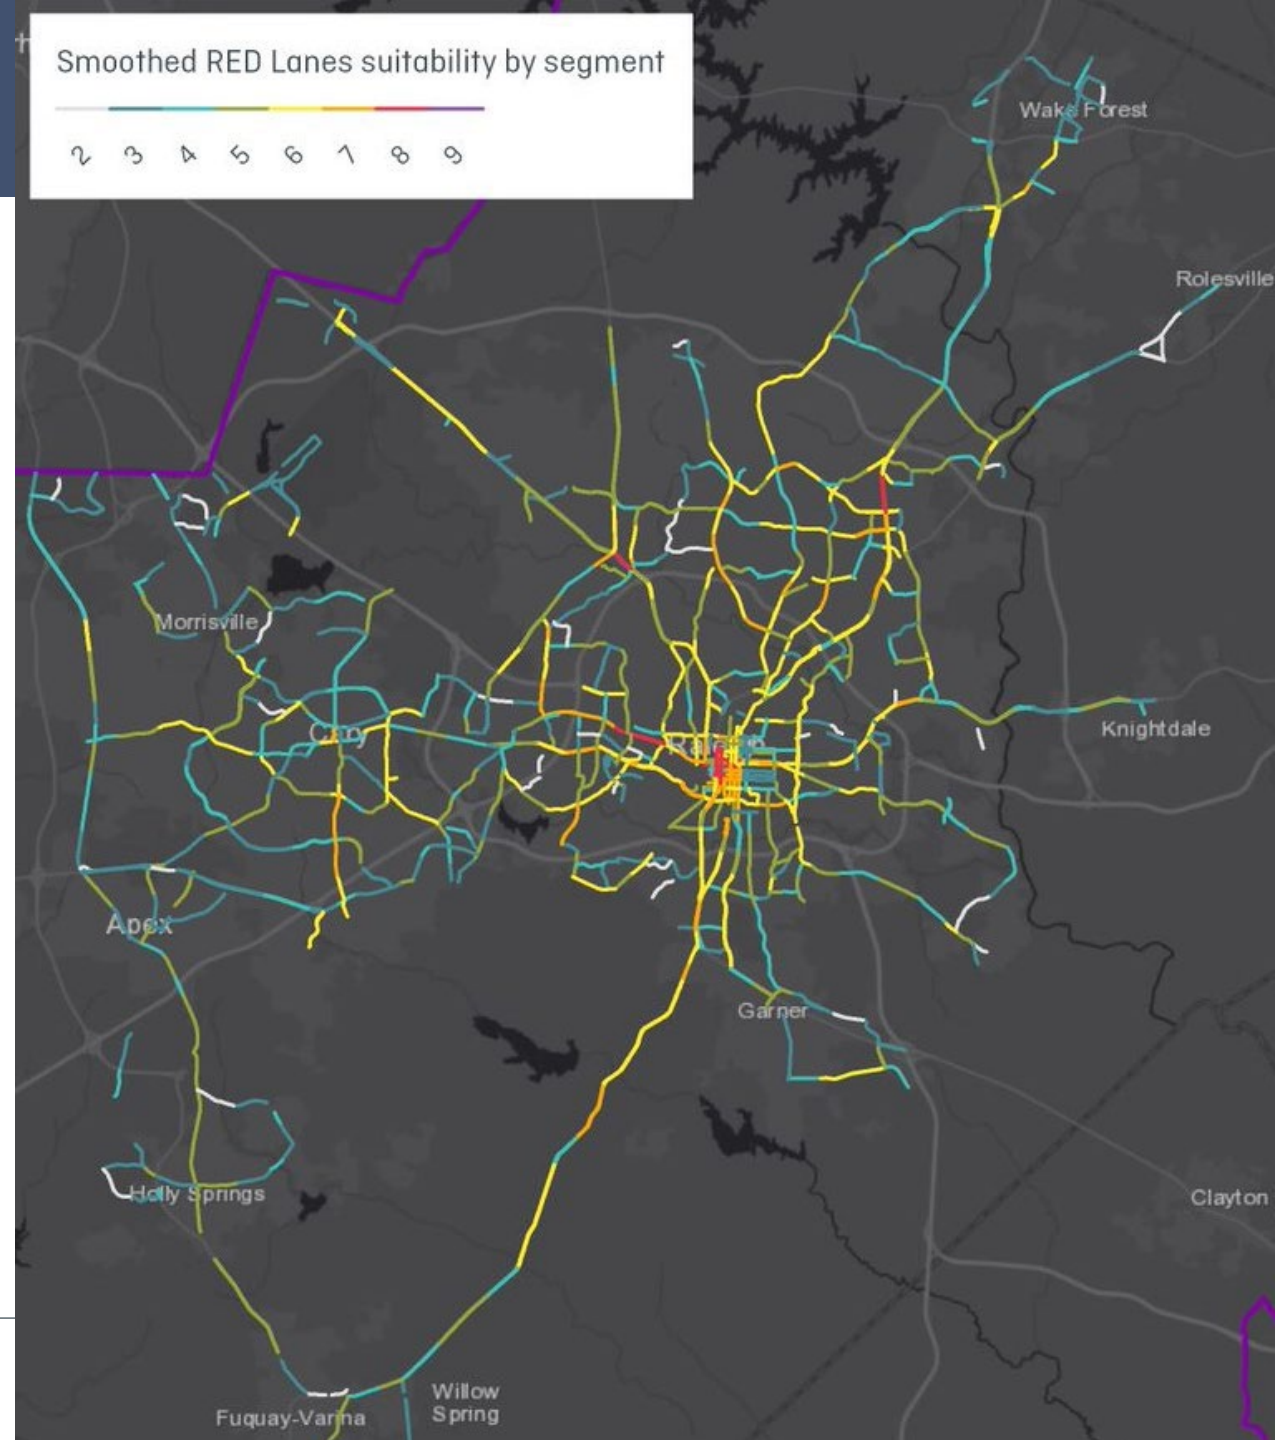 Smoothed RED Lanes suitability by segment
2 3 4 5 6 7 8 9
Wake Forest
Rolesville
Morrisville
Cary
Raleigh
Knightdale
Apex
Garner
Holly Springs
Clayton
Willow
Spring
Fuquay-Varina